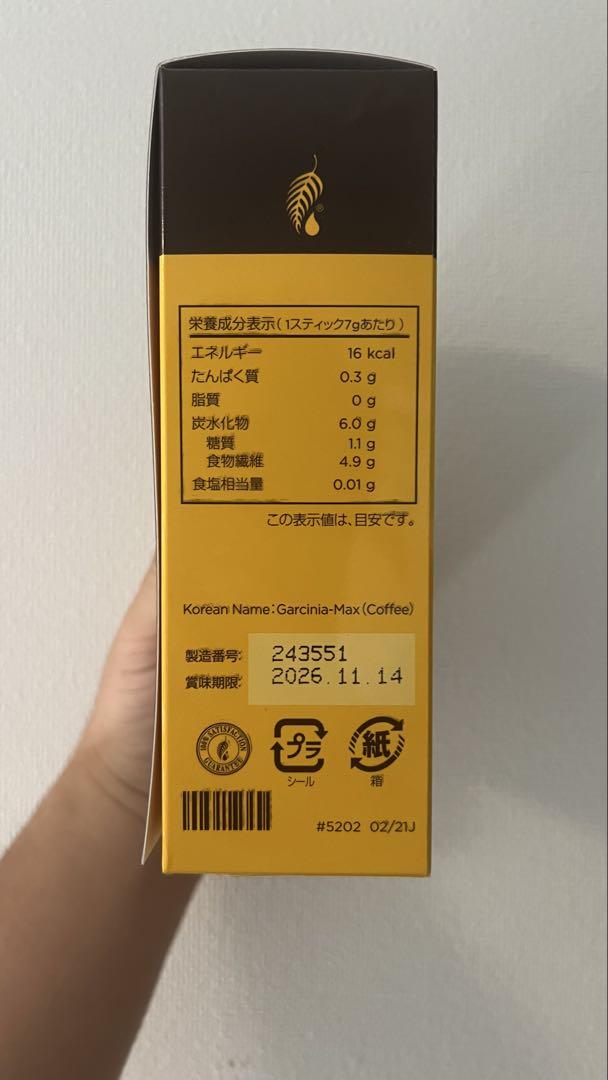 栄養成分表示(1スティック7gあたり)
エネルギー 16 kcal
たんぱく質 0.3 g
脂質 0 g
炭水化物 6.0 g
糖質 1.1 g
食物繊維 4.9 g
食塩相当量 0.01 g
この表示値は、目安です。
Korean Name:Garcinia-Max(Coffee)
製造番号: 243551
賞味期限: 2026.11.14
100% SATISFACTION GUARANTEE
プラ
紙
シール
箱
#5202 02/21J